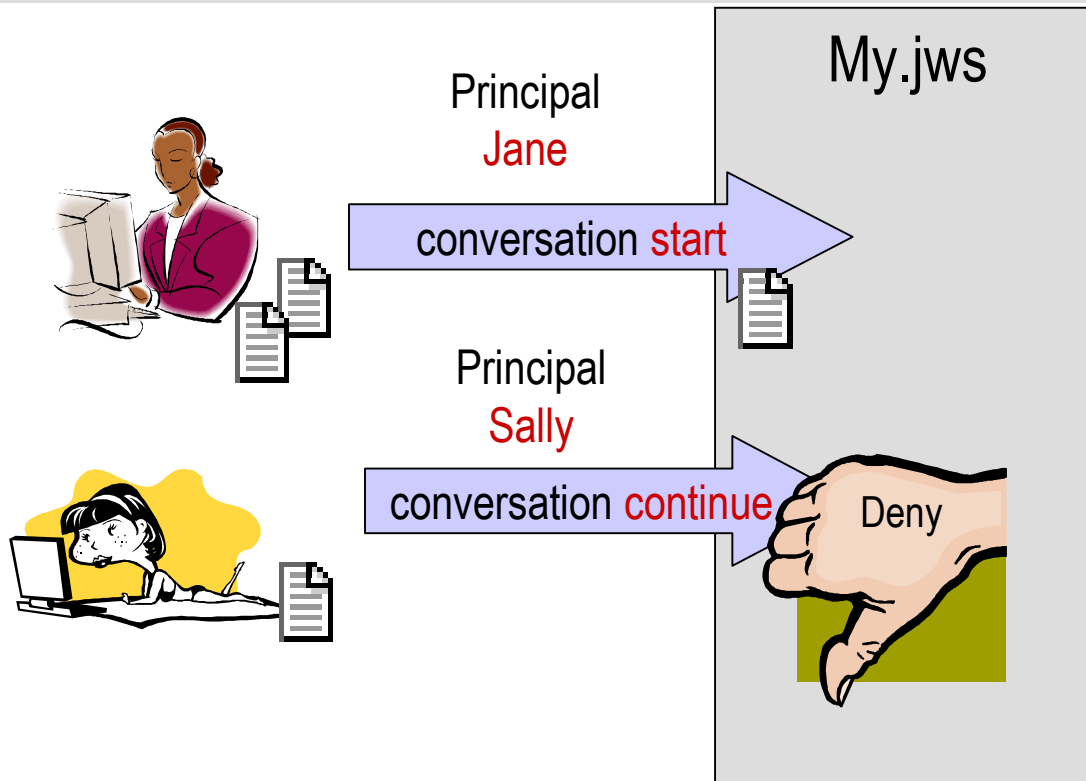 My.jws
Principal
Jane
conversation start
Principal
Sally
conversation continue
Deny